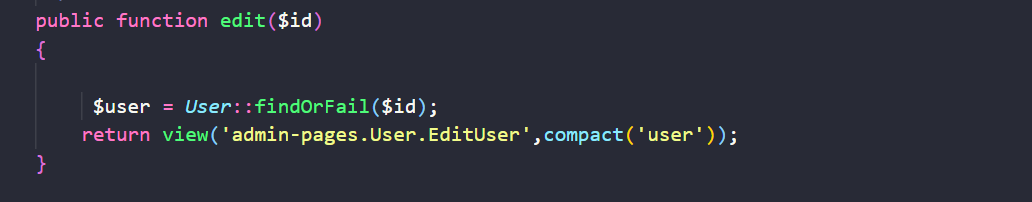 public function edit($id)
{
$user = User::findOrFail($id);
return view('admin-pages.User.EditUser',compact('user'));
}